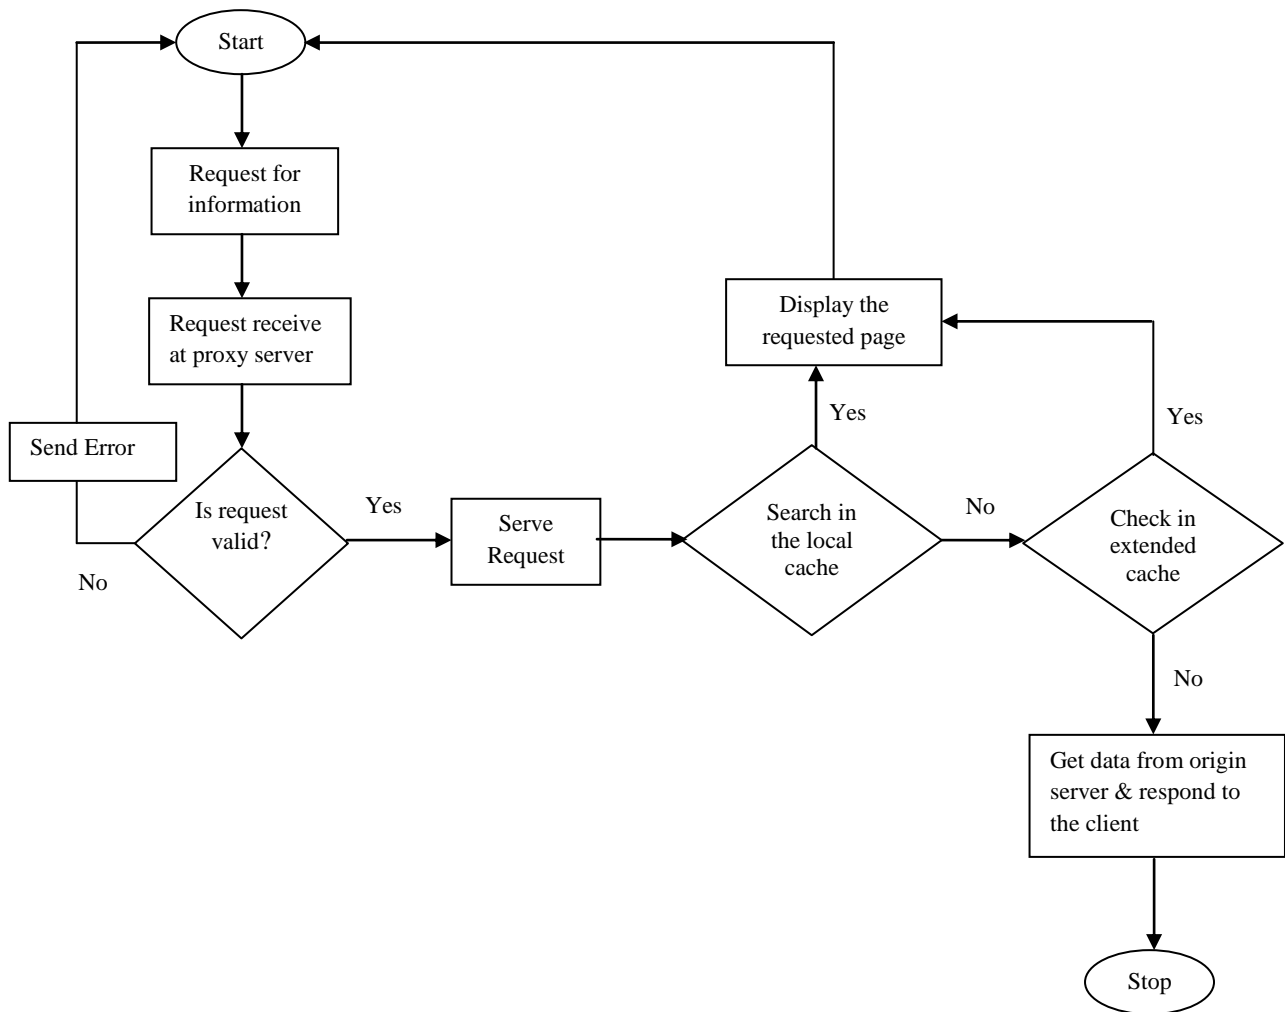 Start
Request for
information
Request receive
at proxy server
Send Error
Is request
valid?
No
Yes
Serve
Request
Search in
the local
cache
Yes
Display the
requested page
No
Check in
extended
cache
Yes
No
Get data from origin
server & respond to
the client
Stop